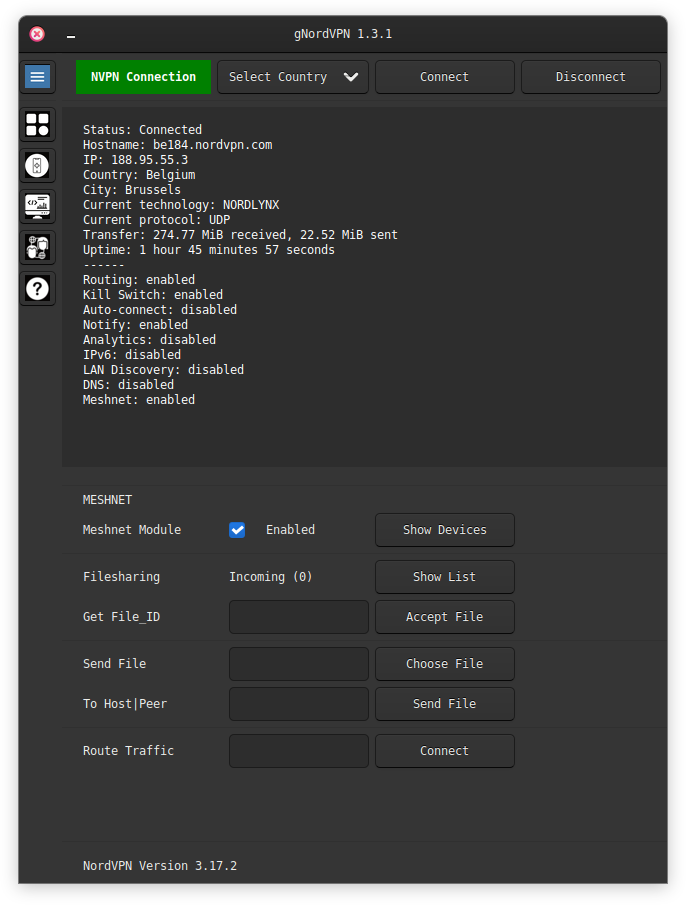 gNordVPN 1.3.1
NVPN Connection Select Country Connect Disconnect
Status: Connected
Hostname: be184.nordvpn.com
IP: 188.95.55.3
Country: Belgium
City: Brussels
Current technology: NORDLYNX
Current protocol: UDP
Transfer: 274.77 MiB received, 22.52 MiB sent
Uptime: 1 hour 45 minutes 57 seconds
------
Routing: enabled
Kill Switch: enabled
Auto-connect: disabled
Notify: enabled
Analytics: disabled
IPv6: disabled
LAN Discovery: disabled
DNS: disabled
Meshnet: enabled
MESHNET
Meshnet Module Enabled Show Devices
Filesharing Incoming (0) Show List
Get File_ID Accept File
Send File Choose File
To Host|Peer Send File
Route Traffic Connect
NordVPN Version 3.17.2